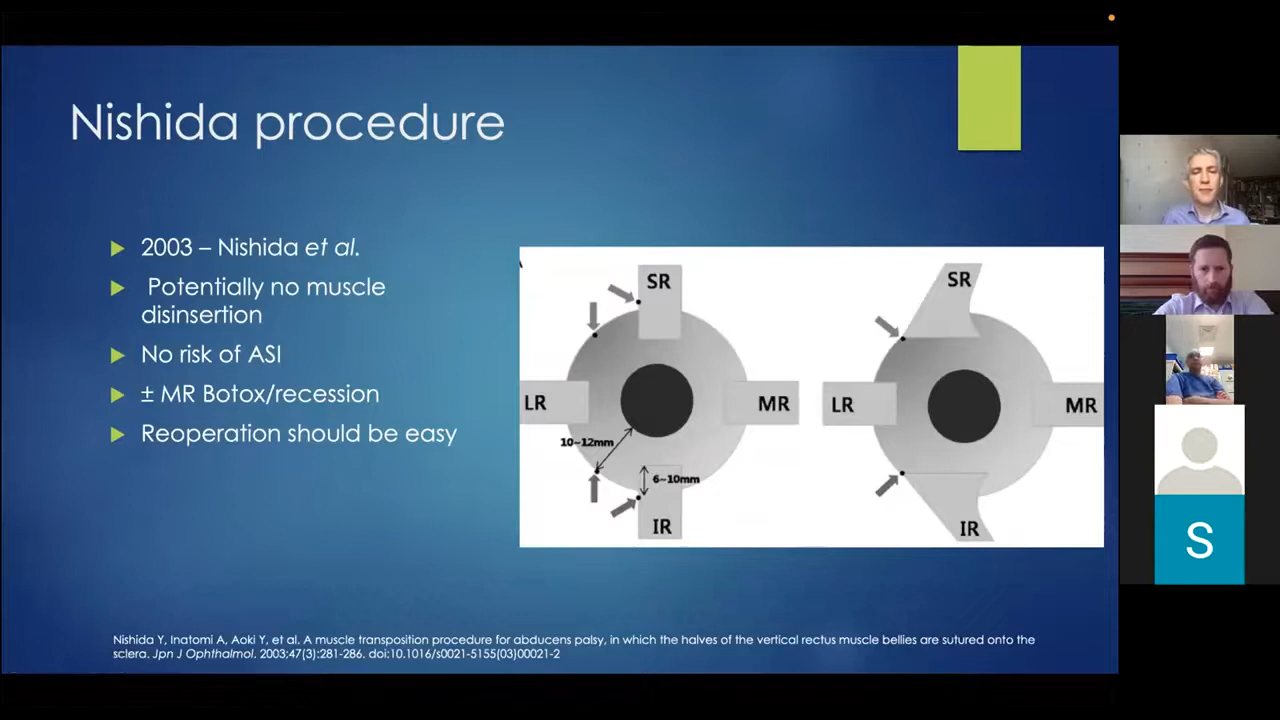 Nishida procedure
2003 – Nishida et al.
Potentially no muscle
disinsertion
No risk of ASI
± MR Botox/recession
Reoperation should be easy
SR
LR
MR
10~12mm
6~10mm
IR
SR
LR
MR
IR
Nishida Y, Inatomi A, Aoki Y, et al. A muscle transposition procedure for abducens palsy, in which the halves of the vertical rectus muscle bellies are sutured onto the
sclera. Jpn J Ophthalmol. 2003;47(3):281-286. doi:10.1016/s0021-5155(03)00021-2
S